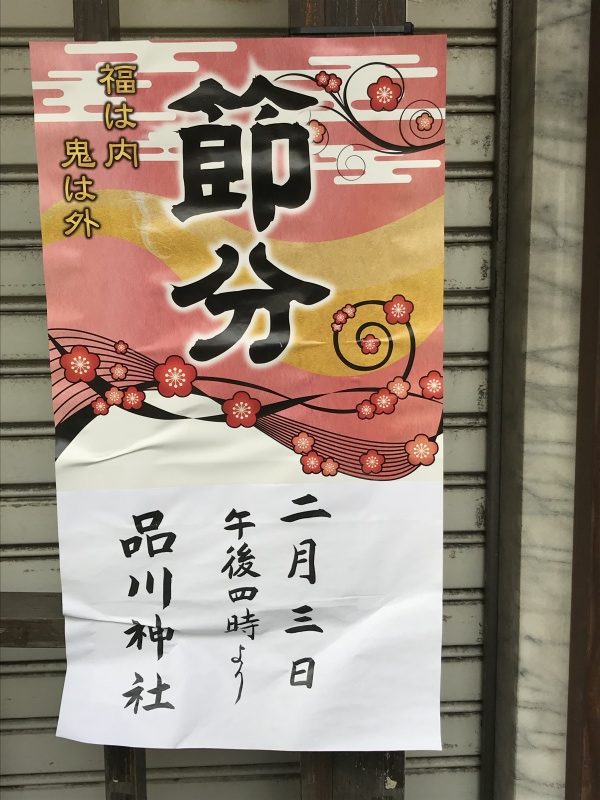 節分
福は内
鬼は外
二月三日
午後四時より
品川神社